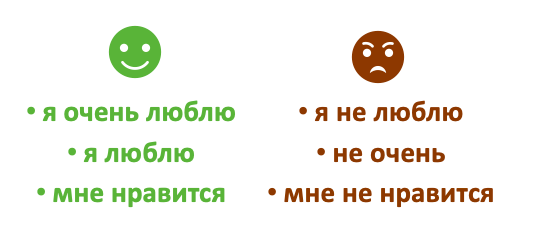 • я очень люблю
• я люблю
• мне нравится
• я не люблю
• не очень
• мне не нравится